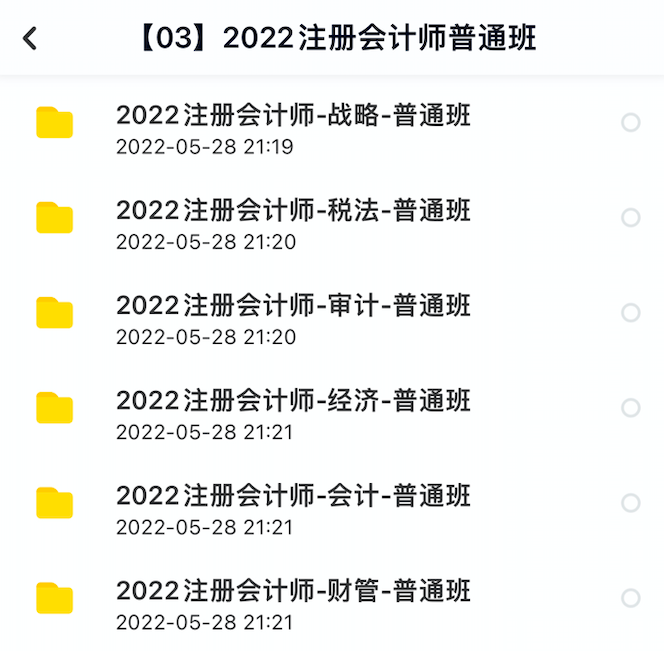 【03】2022注册会计师普通班
2022注册会计师-战略-普通班
2022-05-28 21:19
2022注册会计师-税法-普通班
2022-05-28 21:20
2022注册会计师-审计-普通班
2022-05-28 21:20
2022注册会计师-经济-普通班
2022-05-28 21:21
2022注册会计师-会计-普通班
2022-05-28 21:21
2022注册会计师-财管-普通班
2022-05-28 21:21